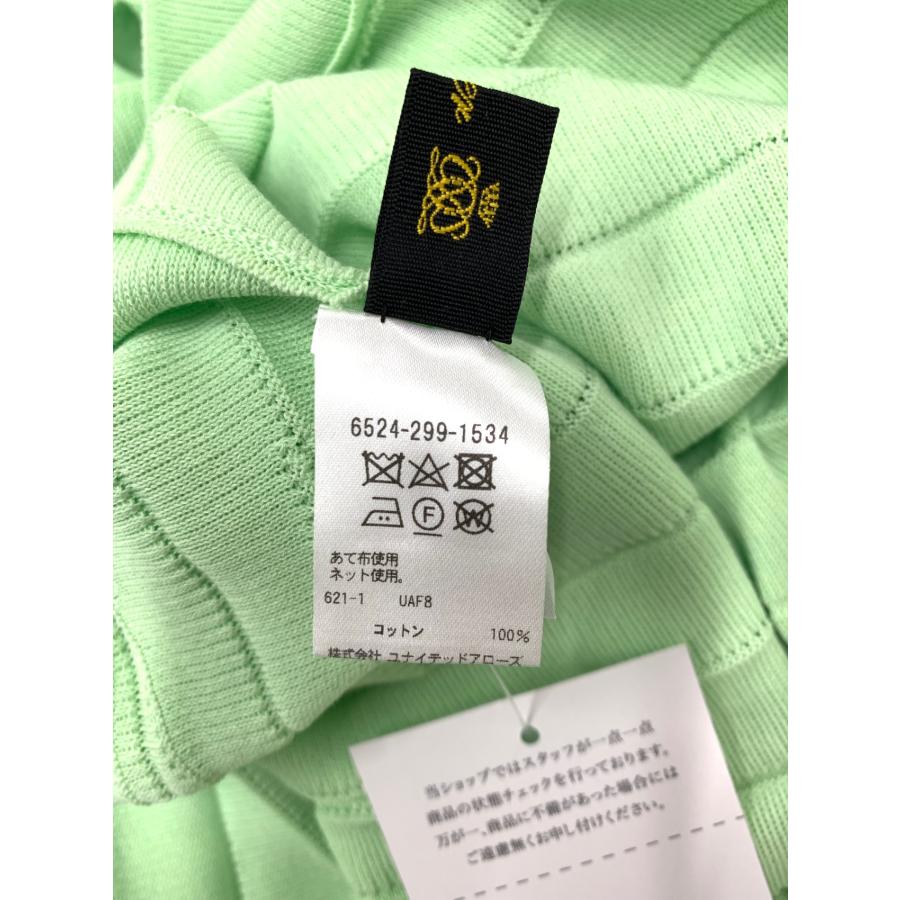 6524-299-1534
F
W
あて布使用
ネット使用。
621-1 UAF8
コットン 100%
株式会社 ユナイテッドアローズ
当ショップではスタッフが一点一点
商品の状態チェックを行っております。
万が一、商品に不備があった場合には
ご遠慮無くお申し付けください。